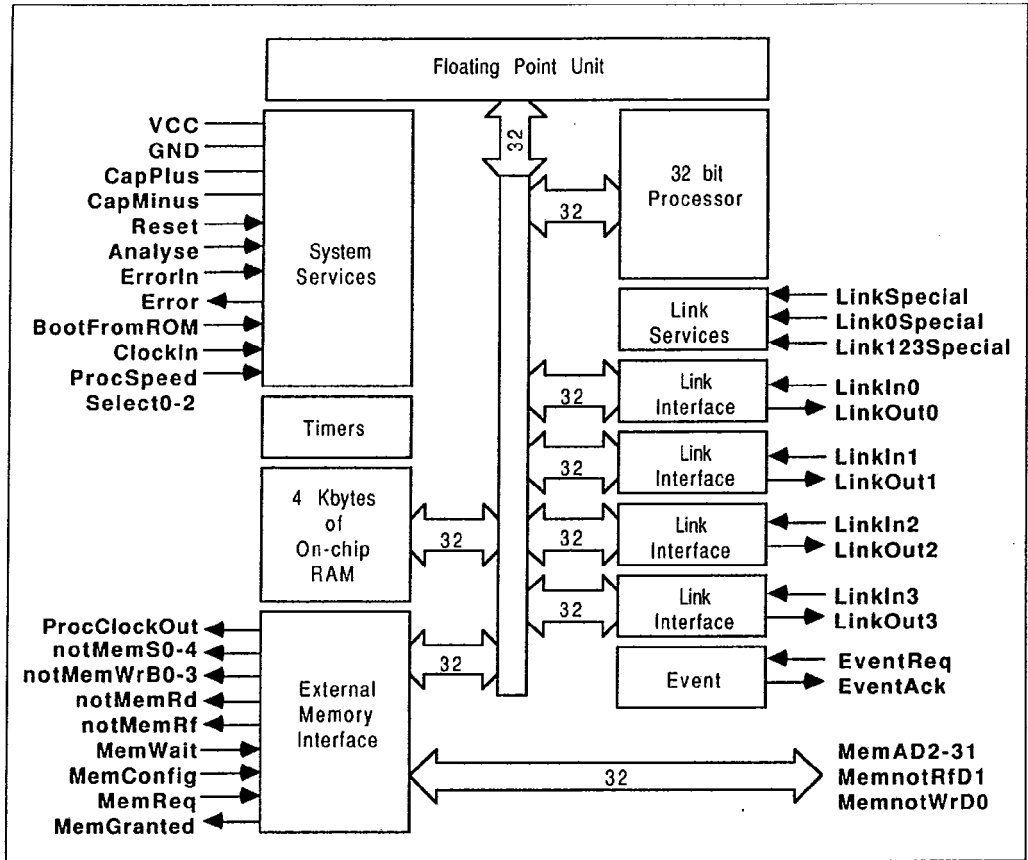 Floating Point Unit
32
VCC
GND
CapPlus
CapMinus
Reset
Analyse
ErrorIn
Error
BootFromROM
ClockIn
ProcSpeed
Select0-2
System
Services
32 bit
Processor
32
Link
Services
LinkSpecial
Link0Special
Link123Special
32
Link
Interface
LinkIn0
LinkOut0
Timers
32
Link
Interface
LinkIn1
LinkOut1
4 Kbytes
of
On-chip
RAM
32
32
Link
Interface
LinkIn2
LinkOut2
32
Link
Interface
LinkIn3
LinkOut3
ProcClockOut
notMemS0-4
notMemWrB0-3
notMemRd
notMemRf
MemWait
MemConfig
MemReq
MemGranted
External
Memory
Interface
32
Event
EventReq
EventAck
32
MemAD2-31
MemnotRfD1
MemnotWrD0